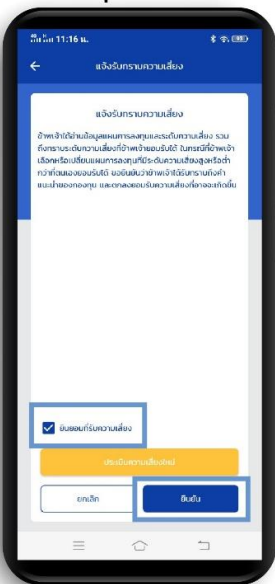 11:16 น.
แจ้งรับทราบความเสี่ยง
แจ้งรับทราบความเสี่ยง
ข้าพเจ้าได้อ่านข้อมูลแผนการลงทุนและระดับความเสี่ยง รวม
ถึงทราบระดับความเสี่ยงที่ข้าพเจ้ายอมรับได้ ในกรณีที่ข้าพเจ้า
เลือกหรือเปลี่ยนแผนการลงทุนที่มีระดับความเสี่ยงสูงหรือต่ำ
กว่าที่ตนเองยอมรับได้ ขอยืนยันว่าข้าพเจ้าได้รับทราบถึงคำ
แนะนำของกองทุน และตกลงยอมรับความเสี่ยงที่อาจจะเกิดขึ้น
ยินยอมที่รับความเสี่ยง
ประเมินความเสี่ยงใหม่
ยกเลิก
ยืนยัน